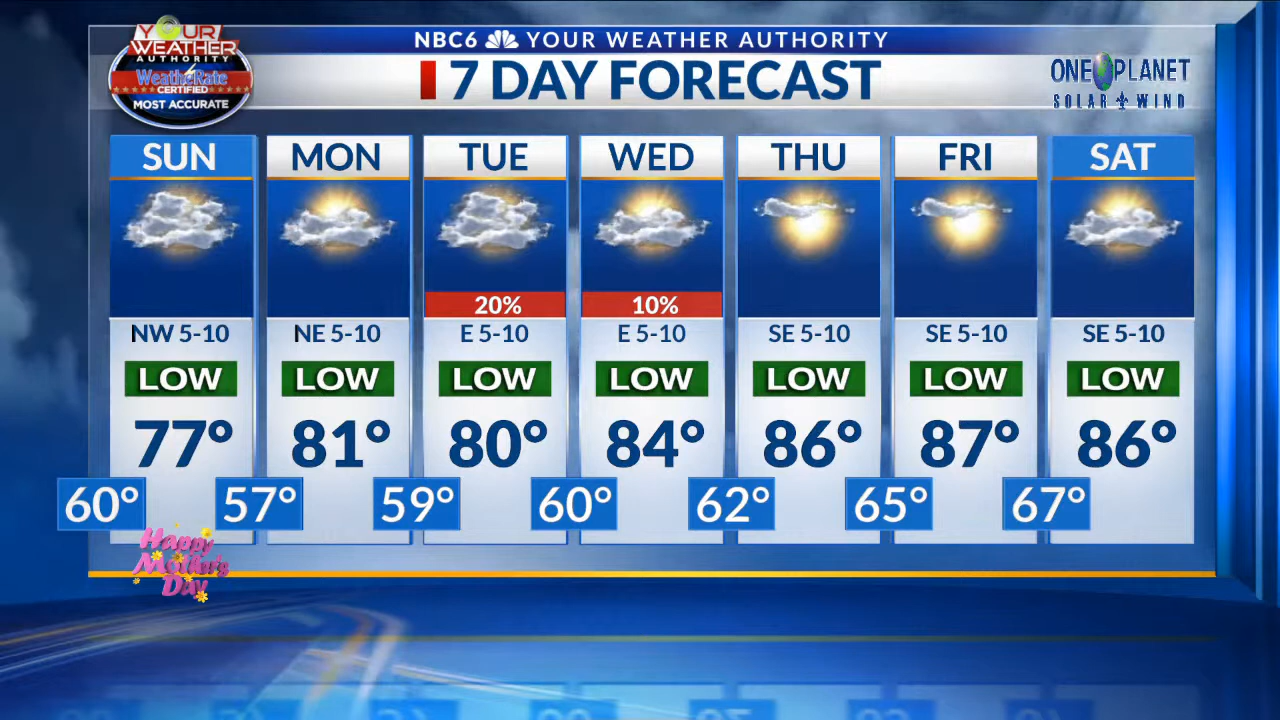 YOUR
WEATHER
AUTHORITY
WeatheRate
CERTIFIED
MOST ACCURATE
NBC6 YOUR WEATHER AUTHORITY
7 DAY FORECAST
ONE PLANET
SOLAR WIND
SUN MON TUE WED THU FRI SAT
20% 10%
NW 5-10 NE 5-10 E 5-10 E 5-10 SE 5-10 SE 5-10 SE 5-10
LOW LOW LOW LOW LOW LOW LOW
77° 81° 80° 84° 86° 87° 86°
60° 57° 59° 60° 62° 65° 67°
Happy
Mother's
Day